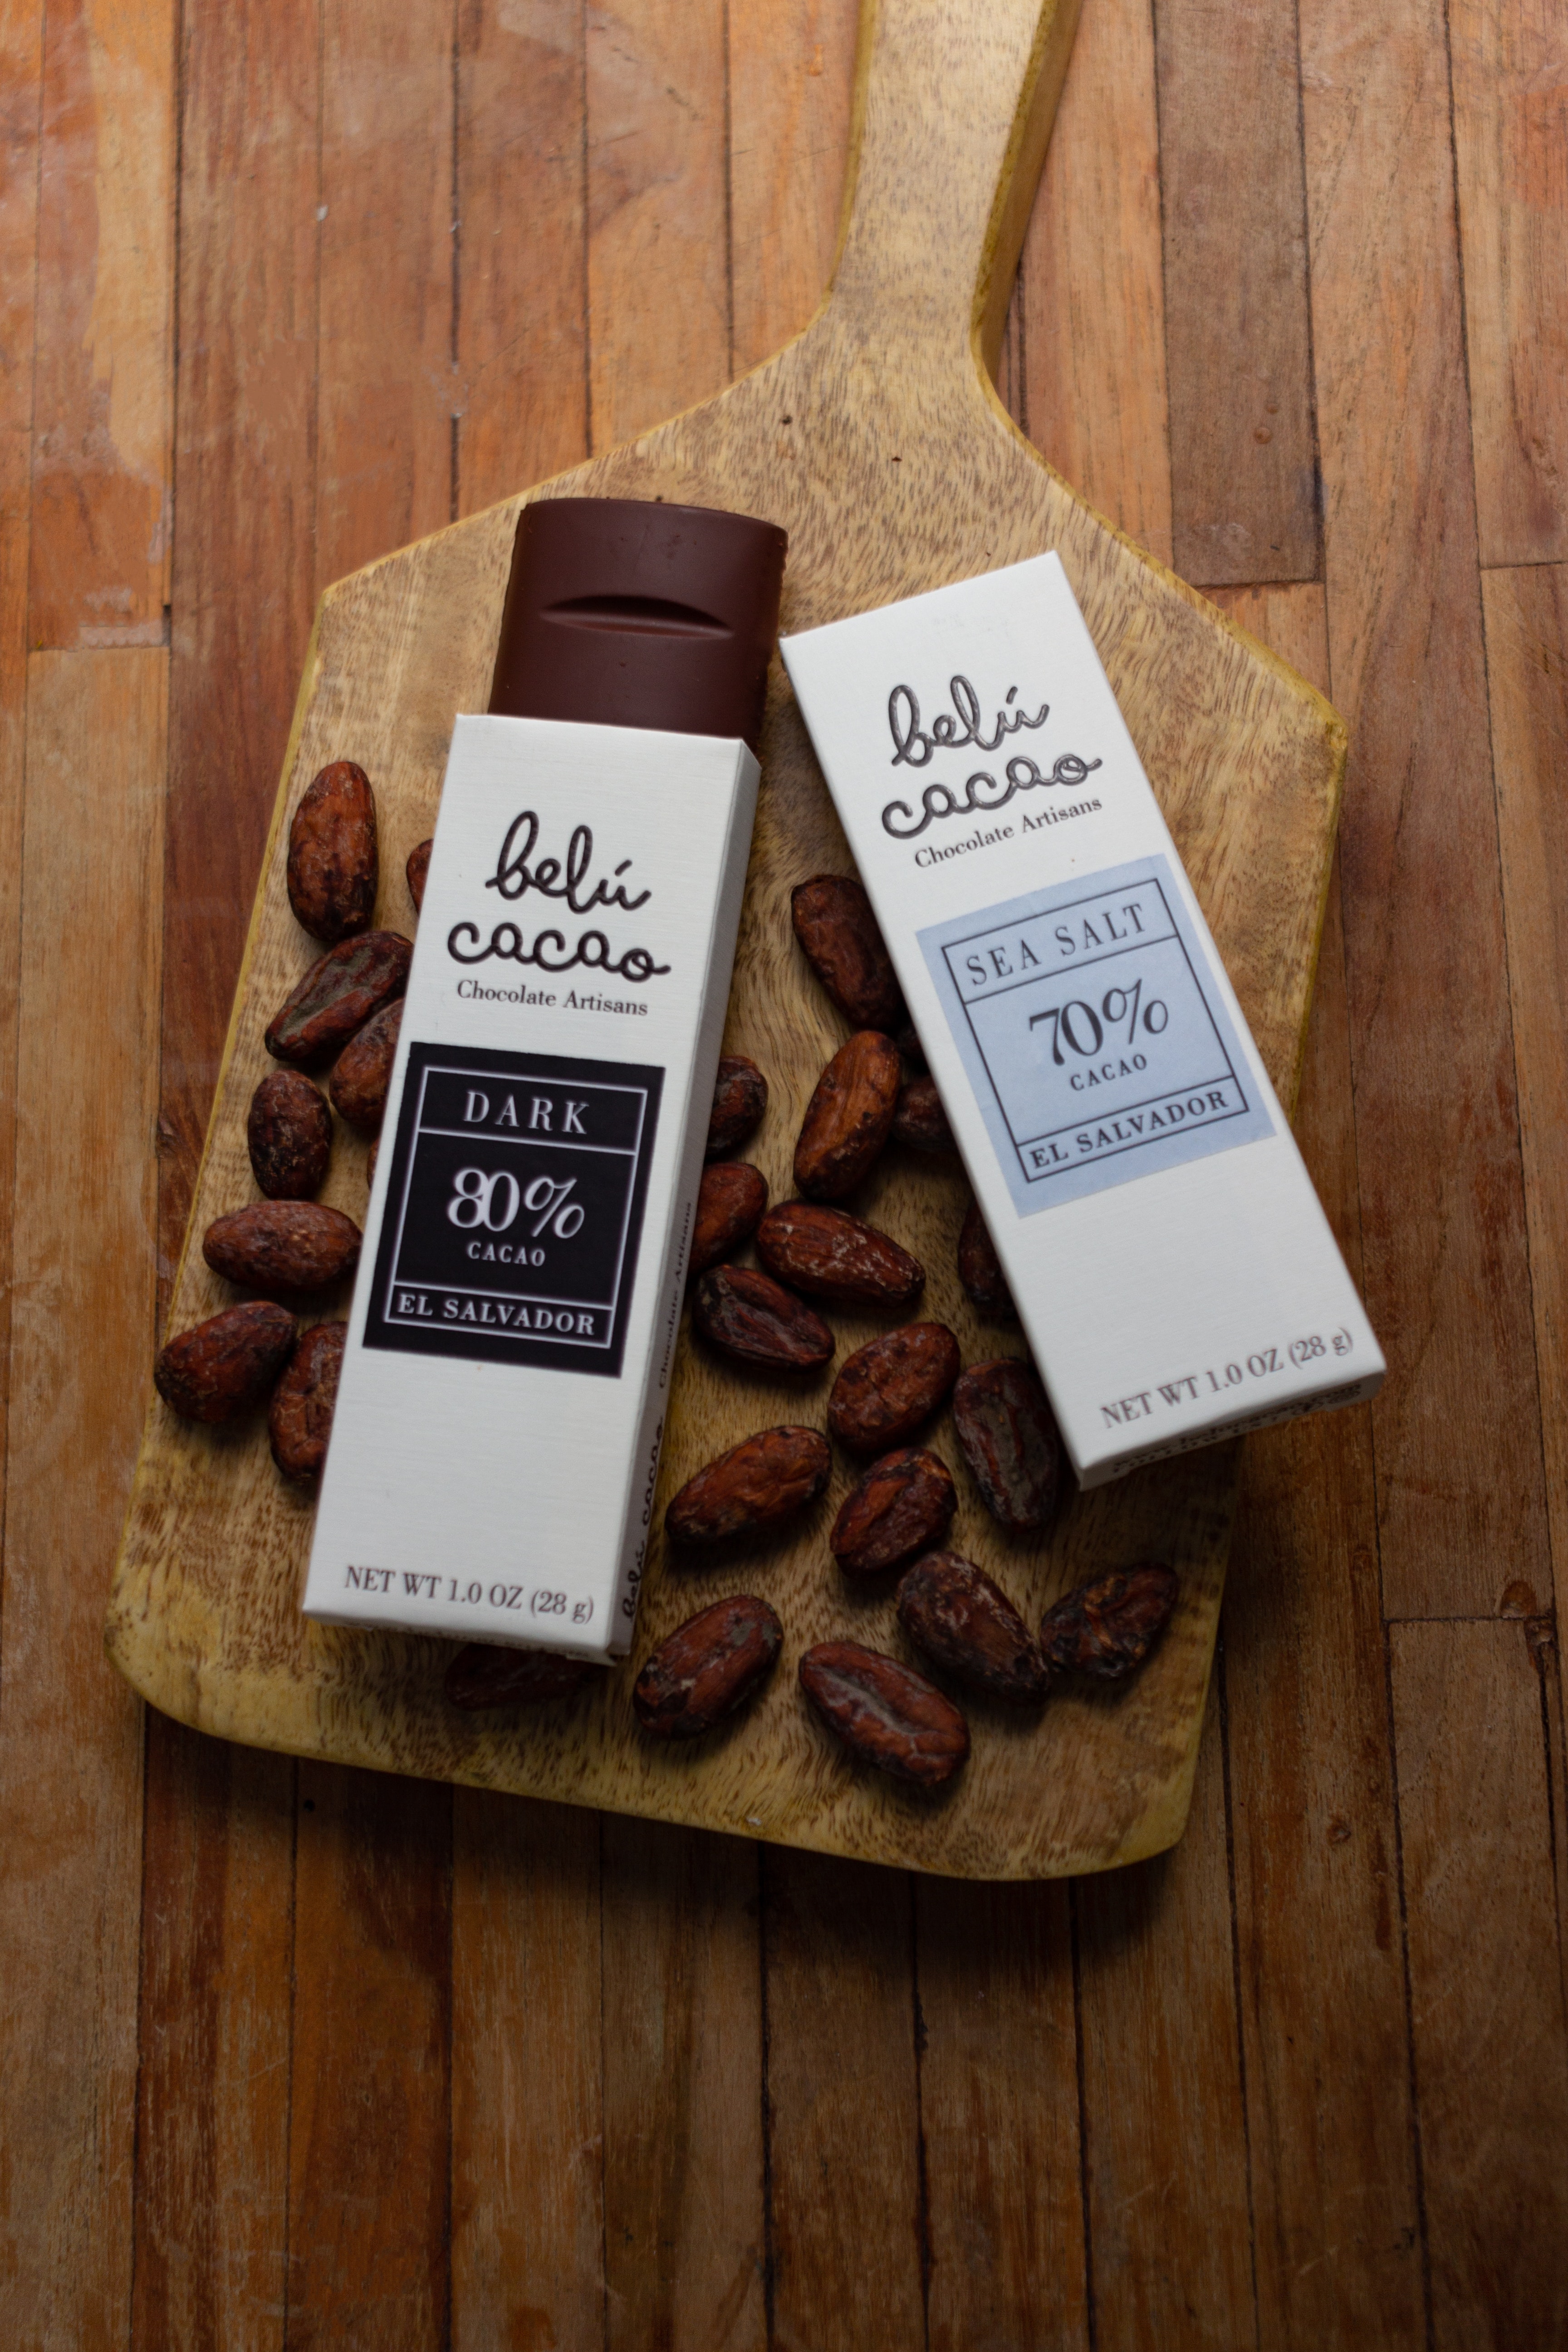 belú
cacao
Chocolate Artisans
DARK
80%
CACAO
EL SALVADOR
NET WT 1.0 OZ (28 g)
Chocolate Artisans
belú cacao
belú
cacao
Chocolate Artisans
SEA SALT
70%
CACAO
EL SALVADOR
NET WT 1.0 OZ (28 g)